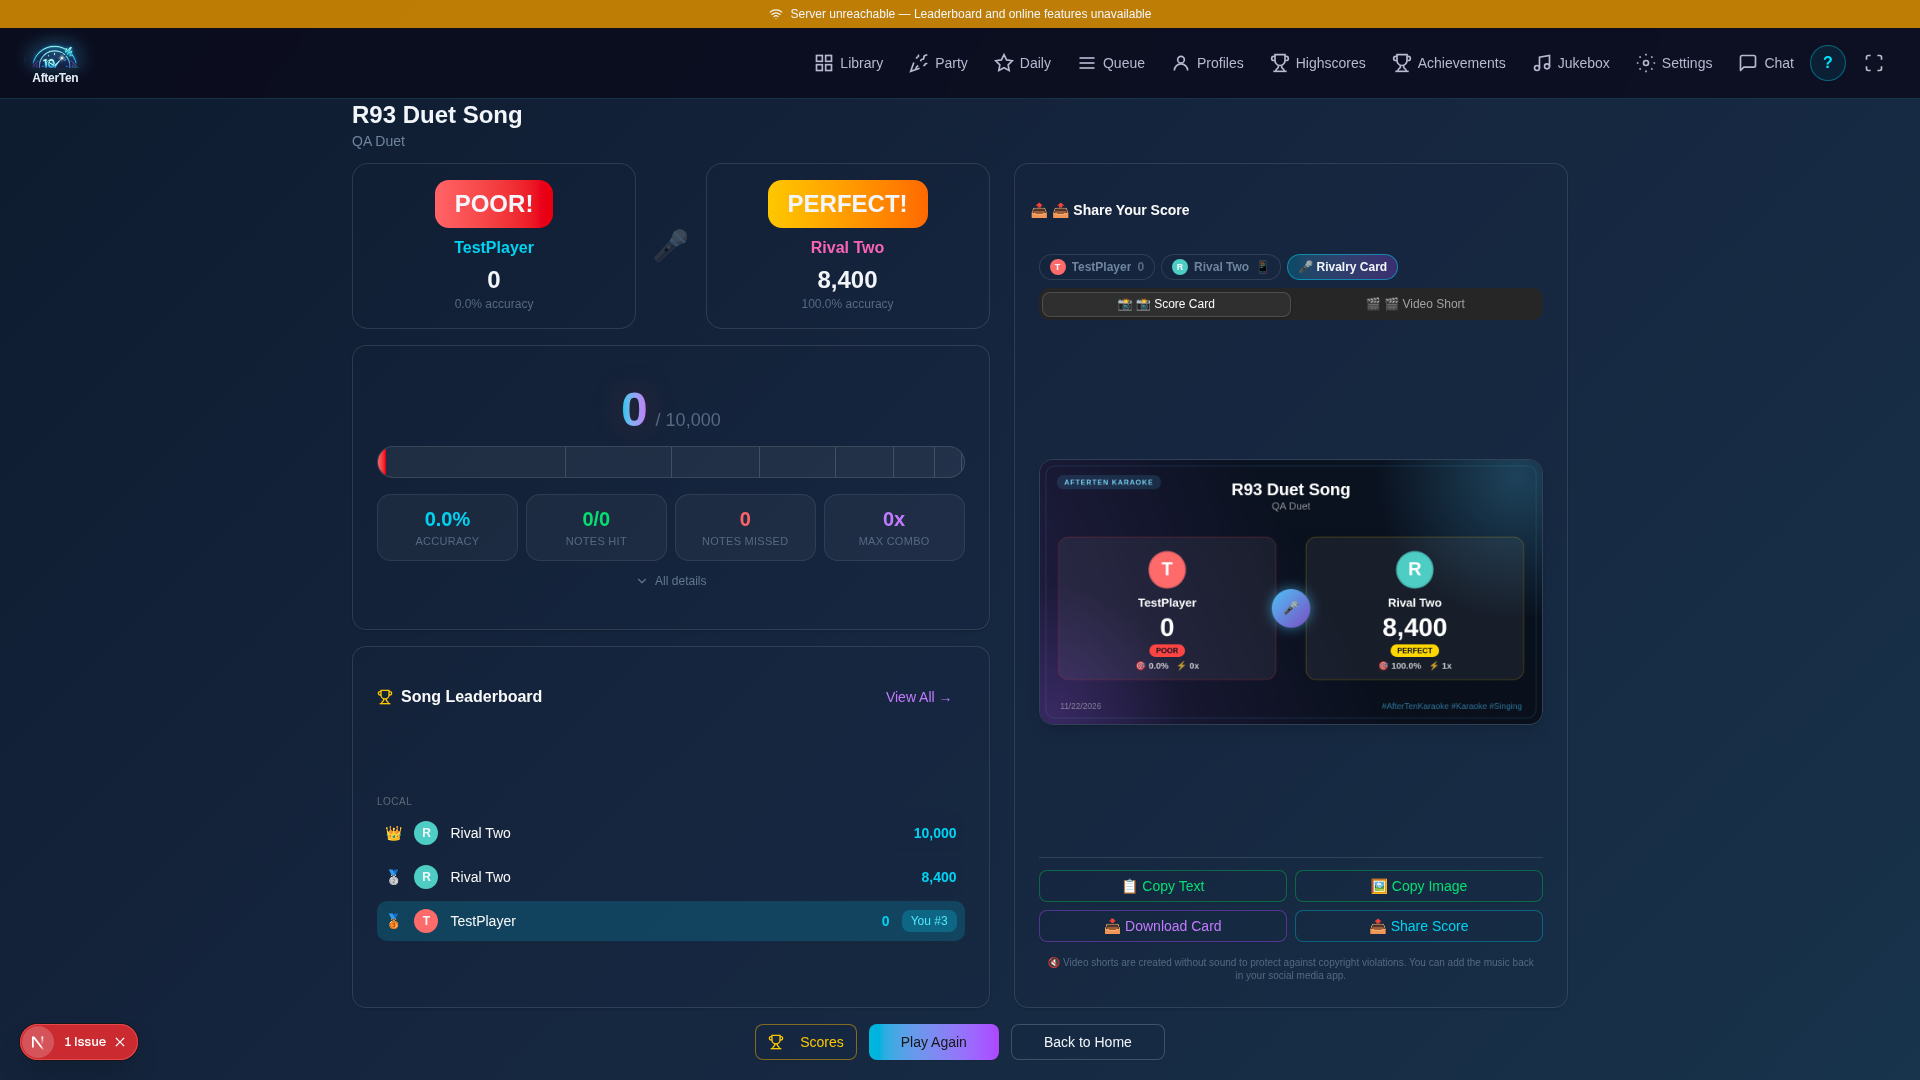 Server unreachable — Leaderboard and online features unavailable
10
AfterTen
Library
Party
Daily
Queue
Profiles
Highscores
Achievements
Jukebox
Settings
Chat
?
R93 Duet Song
QA Duet
POOR!
TestPlayer
0
0.0% accuracy
PERFECT!
Rival Two
8,400
100.0% accuracy
0 / 10,000
0.0%
ACCURACY
0/0
NOTES HIT
0
NOTES MISSED
0x
MAX COMBO
All details
Song Leaderboard
View All →
LOCAL
R Rival Two 10,000
R Rival Two 8,400
T TestPlayer 0 You #3
Share Your Score
T TestPlayer 0
R Rival Two
Rivalry Card
Score Card
Video Short
AFTERTEN KARAOKE
R93 Duet Song
QA Duet
T
TestPlayer
0
POOR
0.0% 0x
R
Rival Two
8,400
PERFECT
100.0% 1x
11/22/2026
#AfterTenKaraoke #Karaoke #Singing
Copy Text
Copy Image
Download Card
Share Score
Video shorts are created without sound to protect against copyright violations. You can add the music back
in your social media app.
N 1 Issue
Scores
Play Again
Back to Home